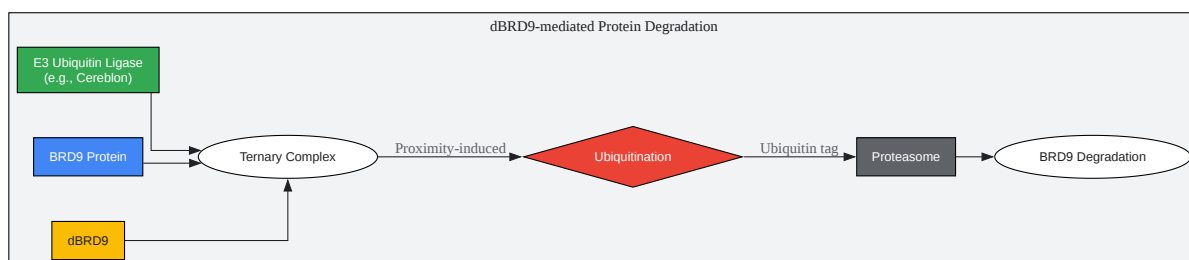 dBRD9-mediated Protein Degradation
E3 Ubiquitin Ligase
(e.g., Cereblon)
BRD9 Protein
Ternary Complex
Proximity-induced
Ubiquitination
Ubiquitin tag
Proteasome
BRD9 Degradation
dBRD9